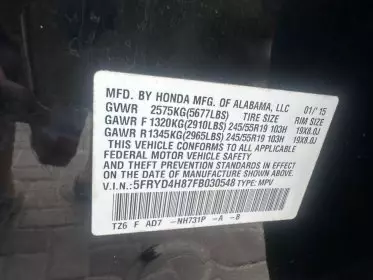 MFD. BY HONDA MFG. OF ALABAMA, LLC 01/'15
GVWR 2575KG(5677LBS) TIRE SIZE RIM SIZE
GAWR F1320KG(2910LBS) 245/55R19 103H 19X8.0J
GAWR R1345KG(2965LBS) 245/55R19 103H 19X8.0J
THIS VEHICLE CONFORMS TO ALL APPLICABLE
FEDERAL MOTOR VEHICLE SAFETY AND
THEFT PREVENTION STANDARDS IN EFFECT
ON THE DATE OF MANUFACTURE SHOWN ABOVE.
V.I.N.: 5FRYD4H87FB030548 TYPE: MPV
TZ6 F AD7 -NH731P -A -B